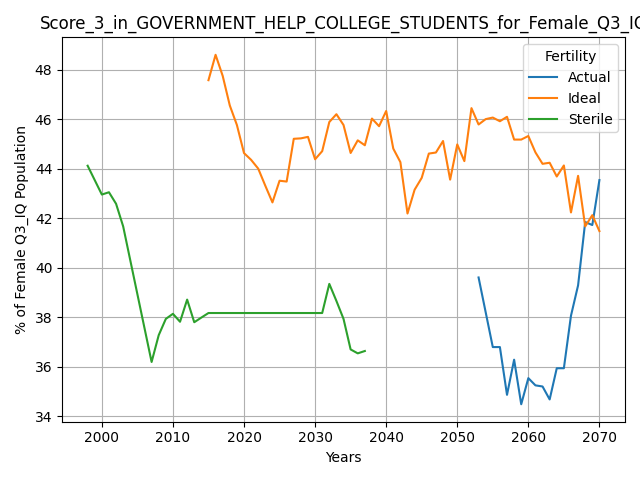 Score_3_in_GOVERNMENT_HELP_COLLEGE_STUDENTS_for_Female_Q3_IQ
Fertility
Actual
Ideal
Sterile
% of Female Q3_IQ Population
48
46
44
42
40
38
36
34
2000
2010
2020
2030
2040
2050
2060
2070
Years